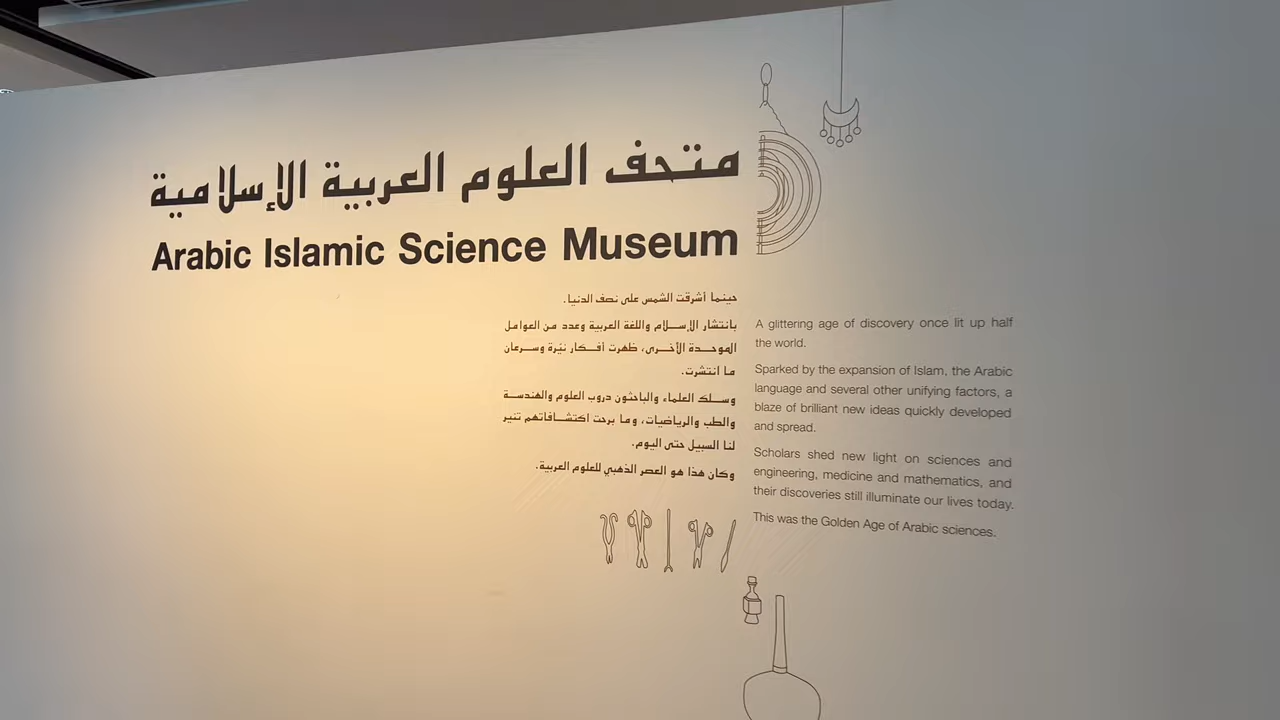 متحف العلوم العربية الإسلامية
Arabic Islamic Science Museum
حينما أشرقت الشمس على نصف الدنيا.
بانتشار الإسلام واللغة العربية وعدد من العوامل
الموحدة الأخرى، ظهرت أفكار نيّرة وسرعان
ما انتشرت.
وسلك العلماء والباحثون دروب العلوم والهندسة
والطب والرياضيات، وما برحت اكتشافاتهم تنير
لنا السبيل حتى اليوم.
وكان هذا هو العصر الذهبي للعلوم العربية.
A glittering age of discovery once lit up half
the world.
Sparked by the expansion of Islam, the Arabic
language and several other unifying factors, a
blaze of brilliant new ideas quickly developed
and spread.
Scholars shed new light on sciences and
engineering, medicine and mathematics, and
their discoveries still illuminate our lives today.
This was the Golden Age of Arabic sciences.